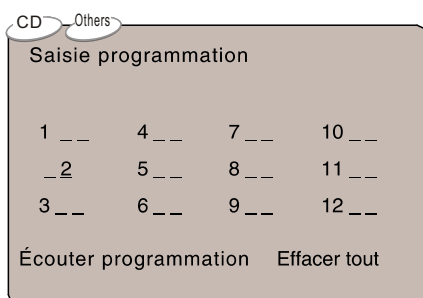 CD Others
Saisie programmation
1 _ _ 4 _ _ 7 _ _ 10 _ _
_ 2 5 _ _ 8 _ _ 11 _ _
3 _ _ 6 _ _ 9 _ _ 12 _ _
Écouter programmation Effacer tout